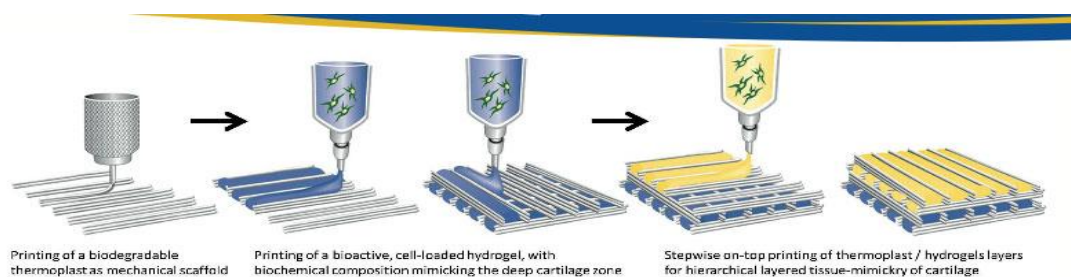 Printing of a biodegradable
thermoplast as mechanical scaffold
Printing of a bioactive, cell-loaded hydrogel, with
biochemical composition mimicking the deep cartilage zone
Stepwise on-top printing of thermoplast / hydrogels layers
for hierarchical layered tissue-mimickry of cartilage